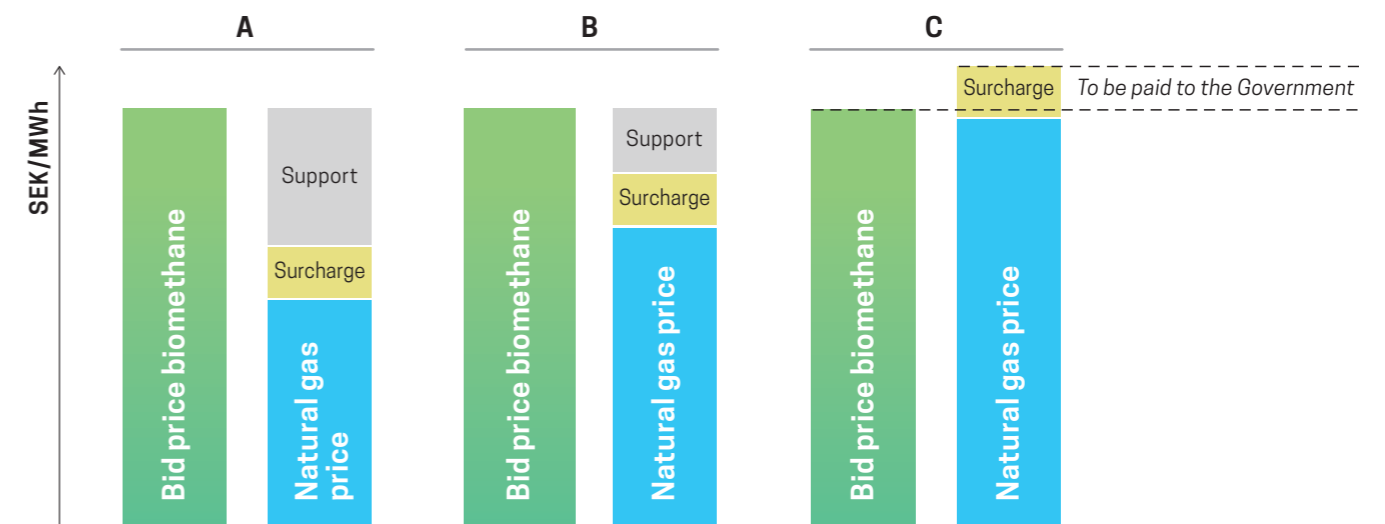 A
B
C
SEK/MWh
Bid price biomethane
Support
Surcharge
Natural gas
price
Bid price biomethane
Support
Surcharge
Natural gas price
Bid price biomethane
Surcharge
Natural gas price
To be paid to the Government